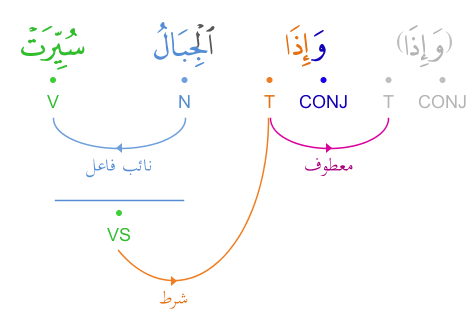 (وَإِذَا) وَإِذَا ٱلْجِبَالُ سُيِّرَتْ
CONJ T CONJ T N V
معطوف نائب فاعل
VS
شرط